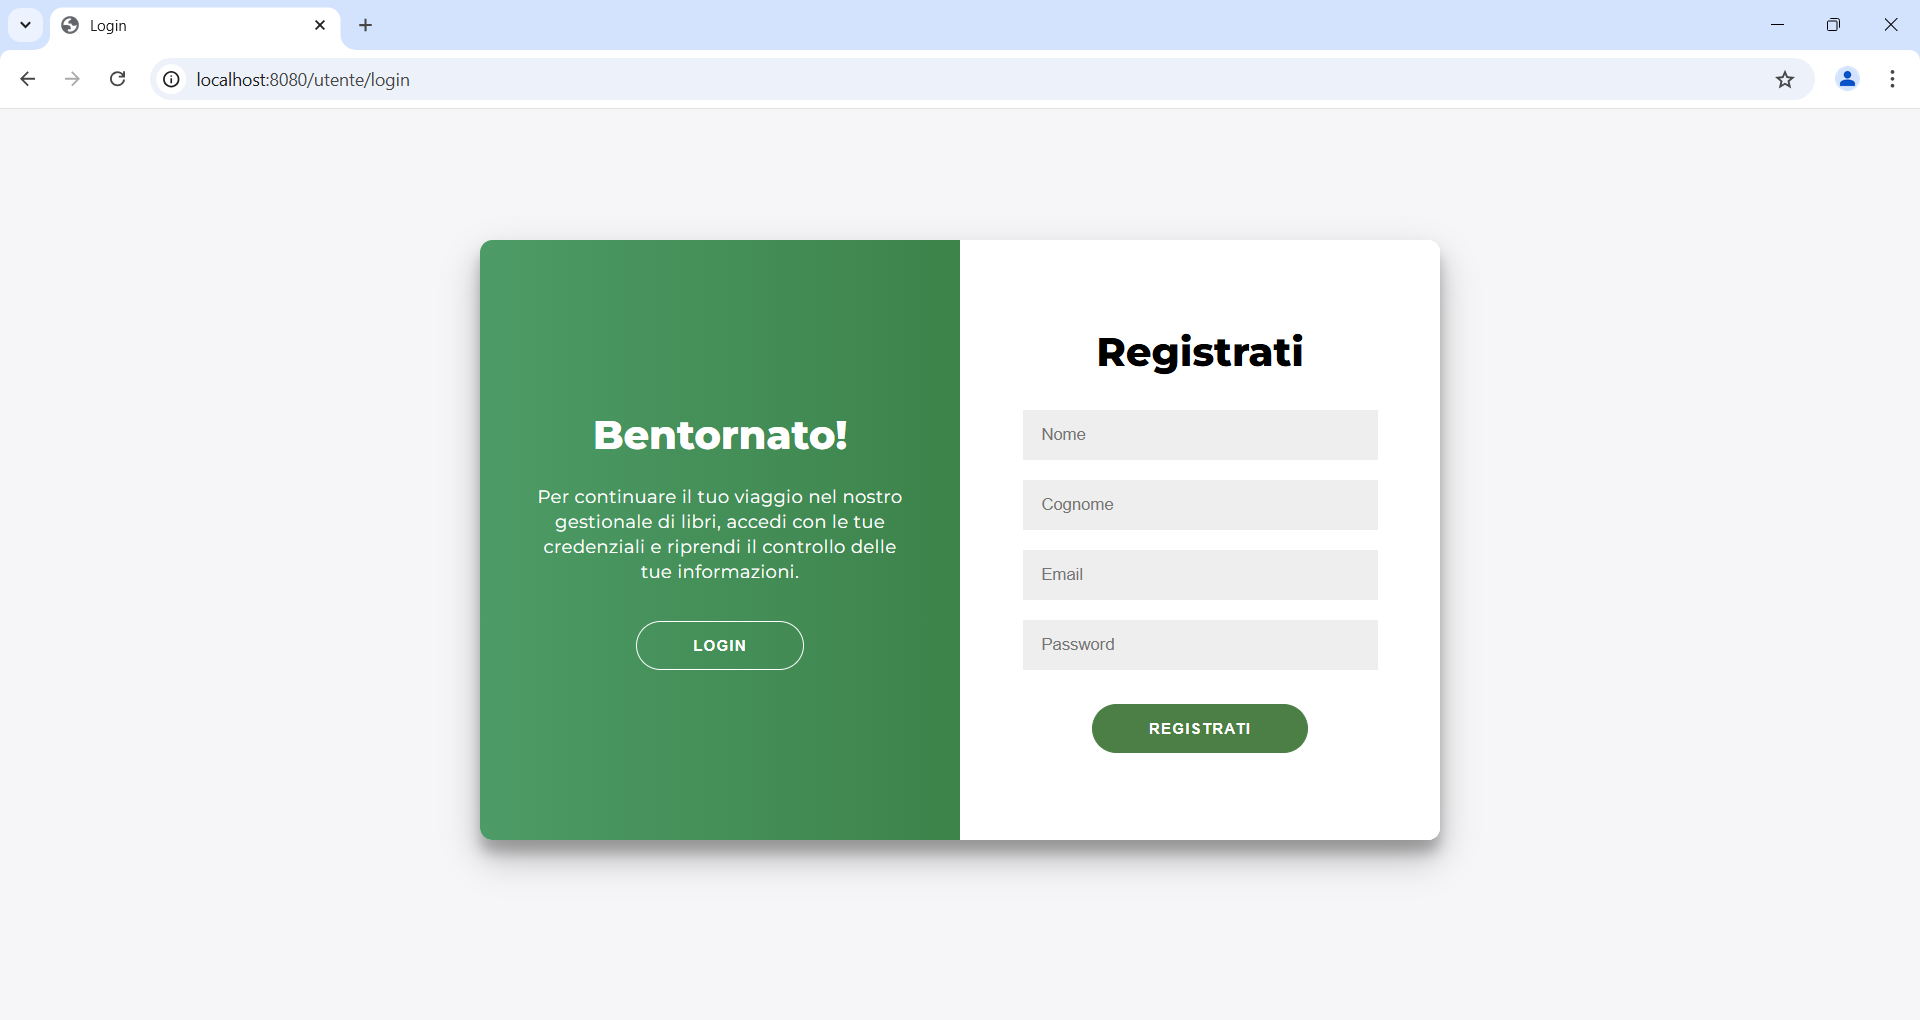 Login
localhost:8080/utente/login
Bentornato!
Per continuare il tuo viaggio nel nostro
gestionale di libri, accedi con le tue
credenziali e riprendi il controllo delle
tue informazioni.
LOGIN
Registrati
Nome
Cognome
Email
Password
REGISTRATI